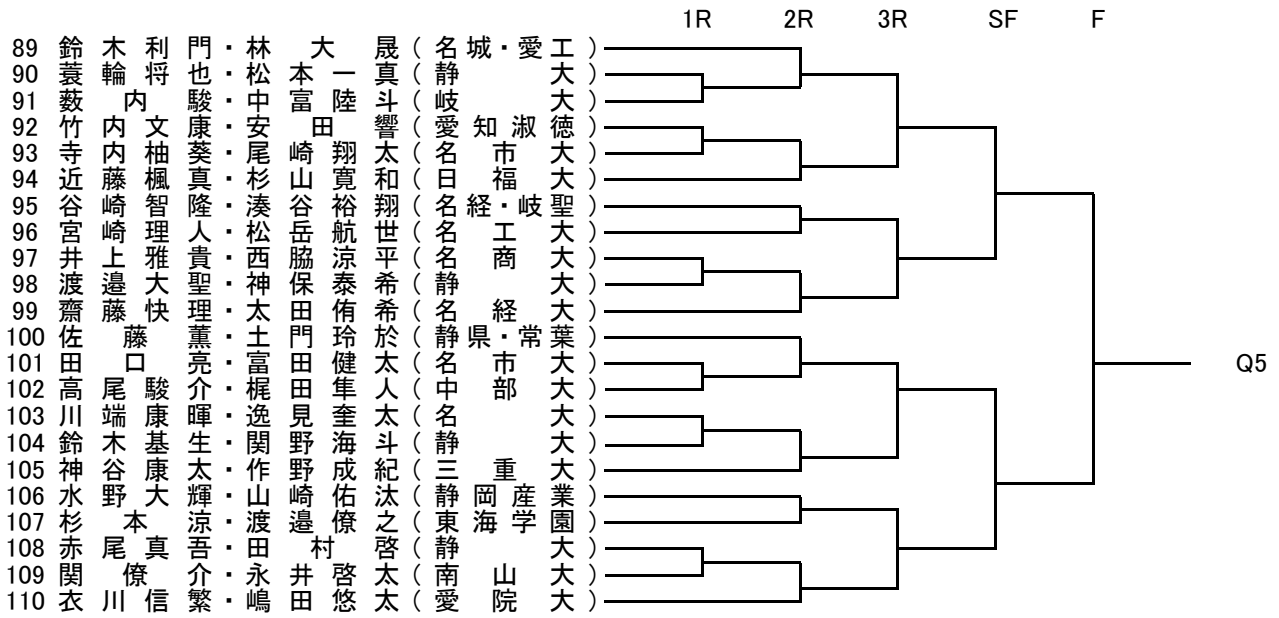 1R 2R 3R SF F
89 鈴木利門・林大晟(名城・愛工)
90 蓑輪将也・松本一真(静大)
91 薮内駿・中富陸斗(岐大)
92 竹内文康・安田響(愛知淑徳)
93 寺内柚葵・尾崎翔太(名市大)
94 近藤楓真・杉山寛和(日福大)
95 谷崎智隆・湊谷裕翔(名経・岐聖)
96 宮崎理人・松岳航世(名工大)
97 井上雅貴・西脇涼平(名商大)
98 渡邉大聖・神保泰希(静大)
99 齋藤快理・太田侑希(名経大)
100 佐藤薫・土門玲於(静県・常葉)
101 田口亮・富田健太(名市大)
102 高尾駿介・梶田隼人(中部大)
103 川端康暉・逸見奎太(名大)
104 鈴木基生・関野海斗(静大)
105 神谷康太・作野成紀(三重大)
106 水野大輝・山崎佑汰(静岡産業)
107 杉本涼・渡邉僚之(東海学園)
108 赤尾真吾・田村啓(静大)
109 関僚介・永井啓太(南山大)
110 衣川信繁・嶋田悠太(愛院大)
Q5